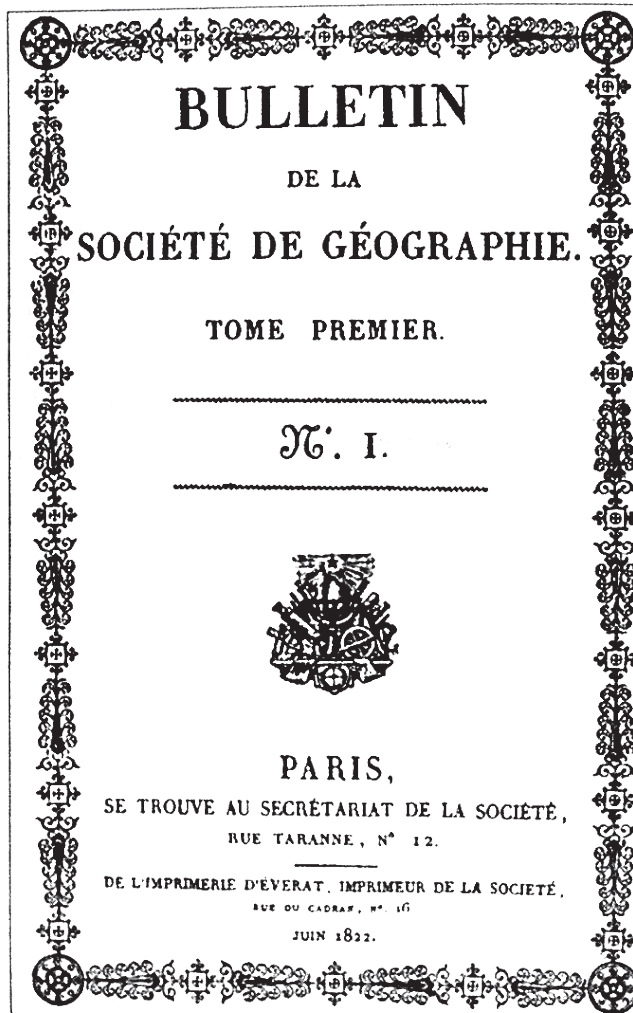 BULLETIN
DE LA
SOCIÉTÉ DE GÉOGRAPHIE.
TOME PREMIER.
N°. I.
PARIS,
SE TROUVE AU SECRÉTARIAT DE LA SOCIÉTÉ,
RUE TARANNE, N° 12.
DE L'IMPRIMERIE D'ÉVERAT, IMPRIMEUR DE LA SOCIETÉ,
RUE DU CADRAN, N°. 16
JUIN 1822.